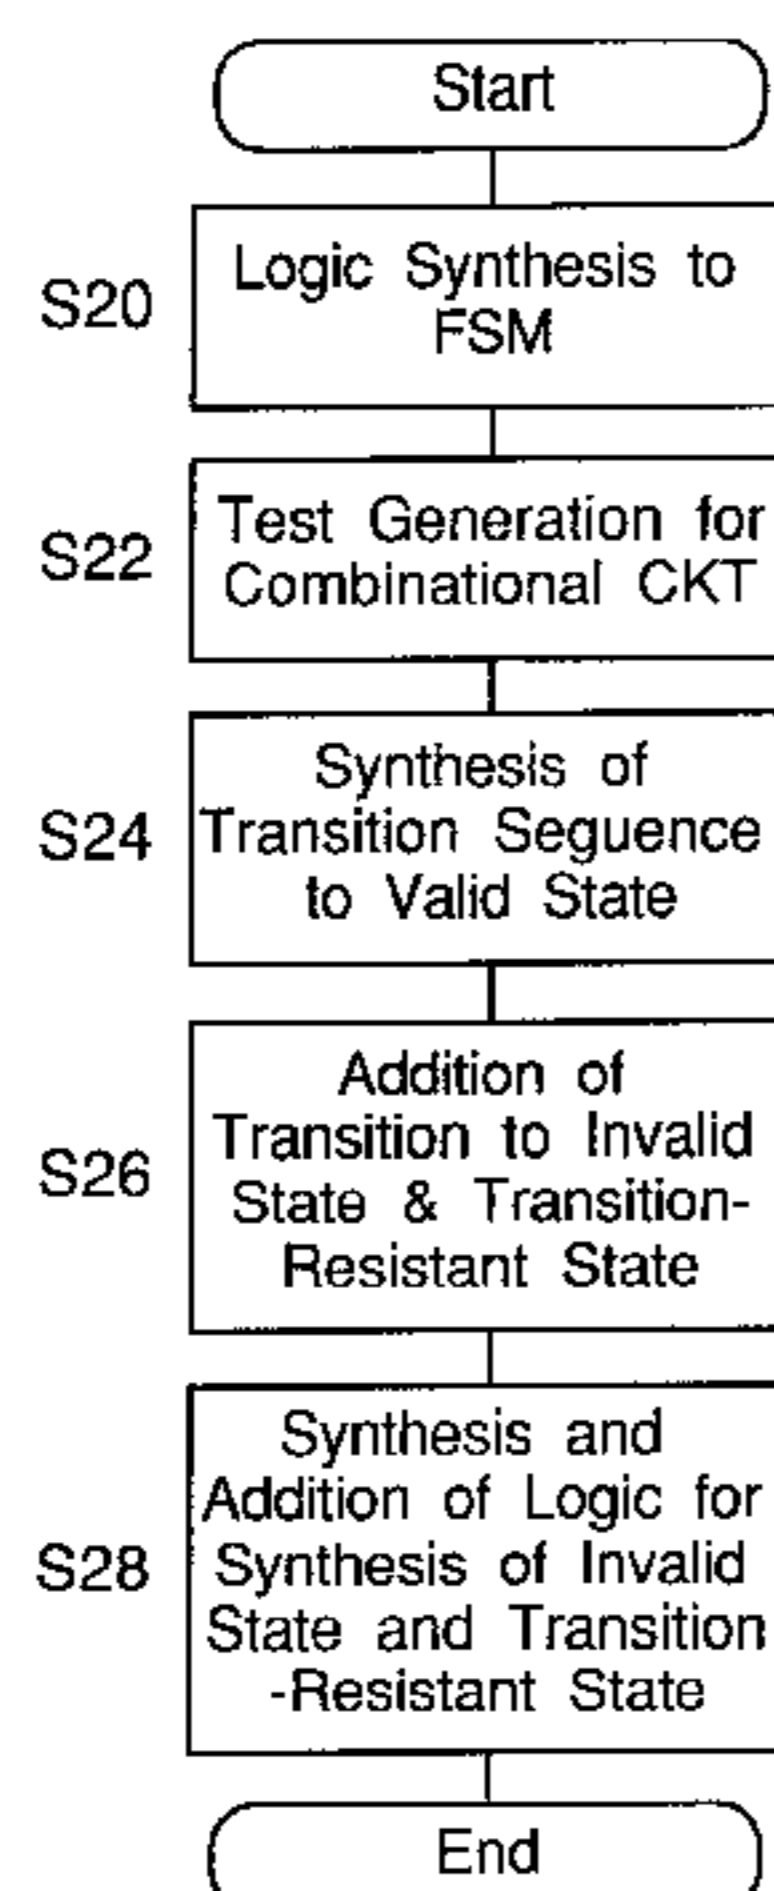 Start
S20
Logic Synthesis to
FSM
S22
Test Generation for
Combinational CKT
S24
Synthesis of
Transition Seguence
to Valid State
S26
Addition of
Transition to Invalid
State & Transition-
Resistant State
S28
Synthesis and
Addition of Logic for
Synthesis of Invalid
State and Transition
-Resistant State
End